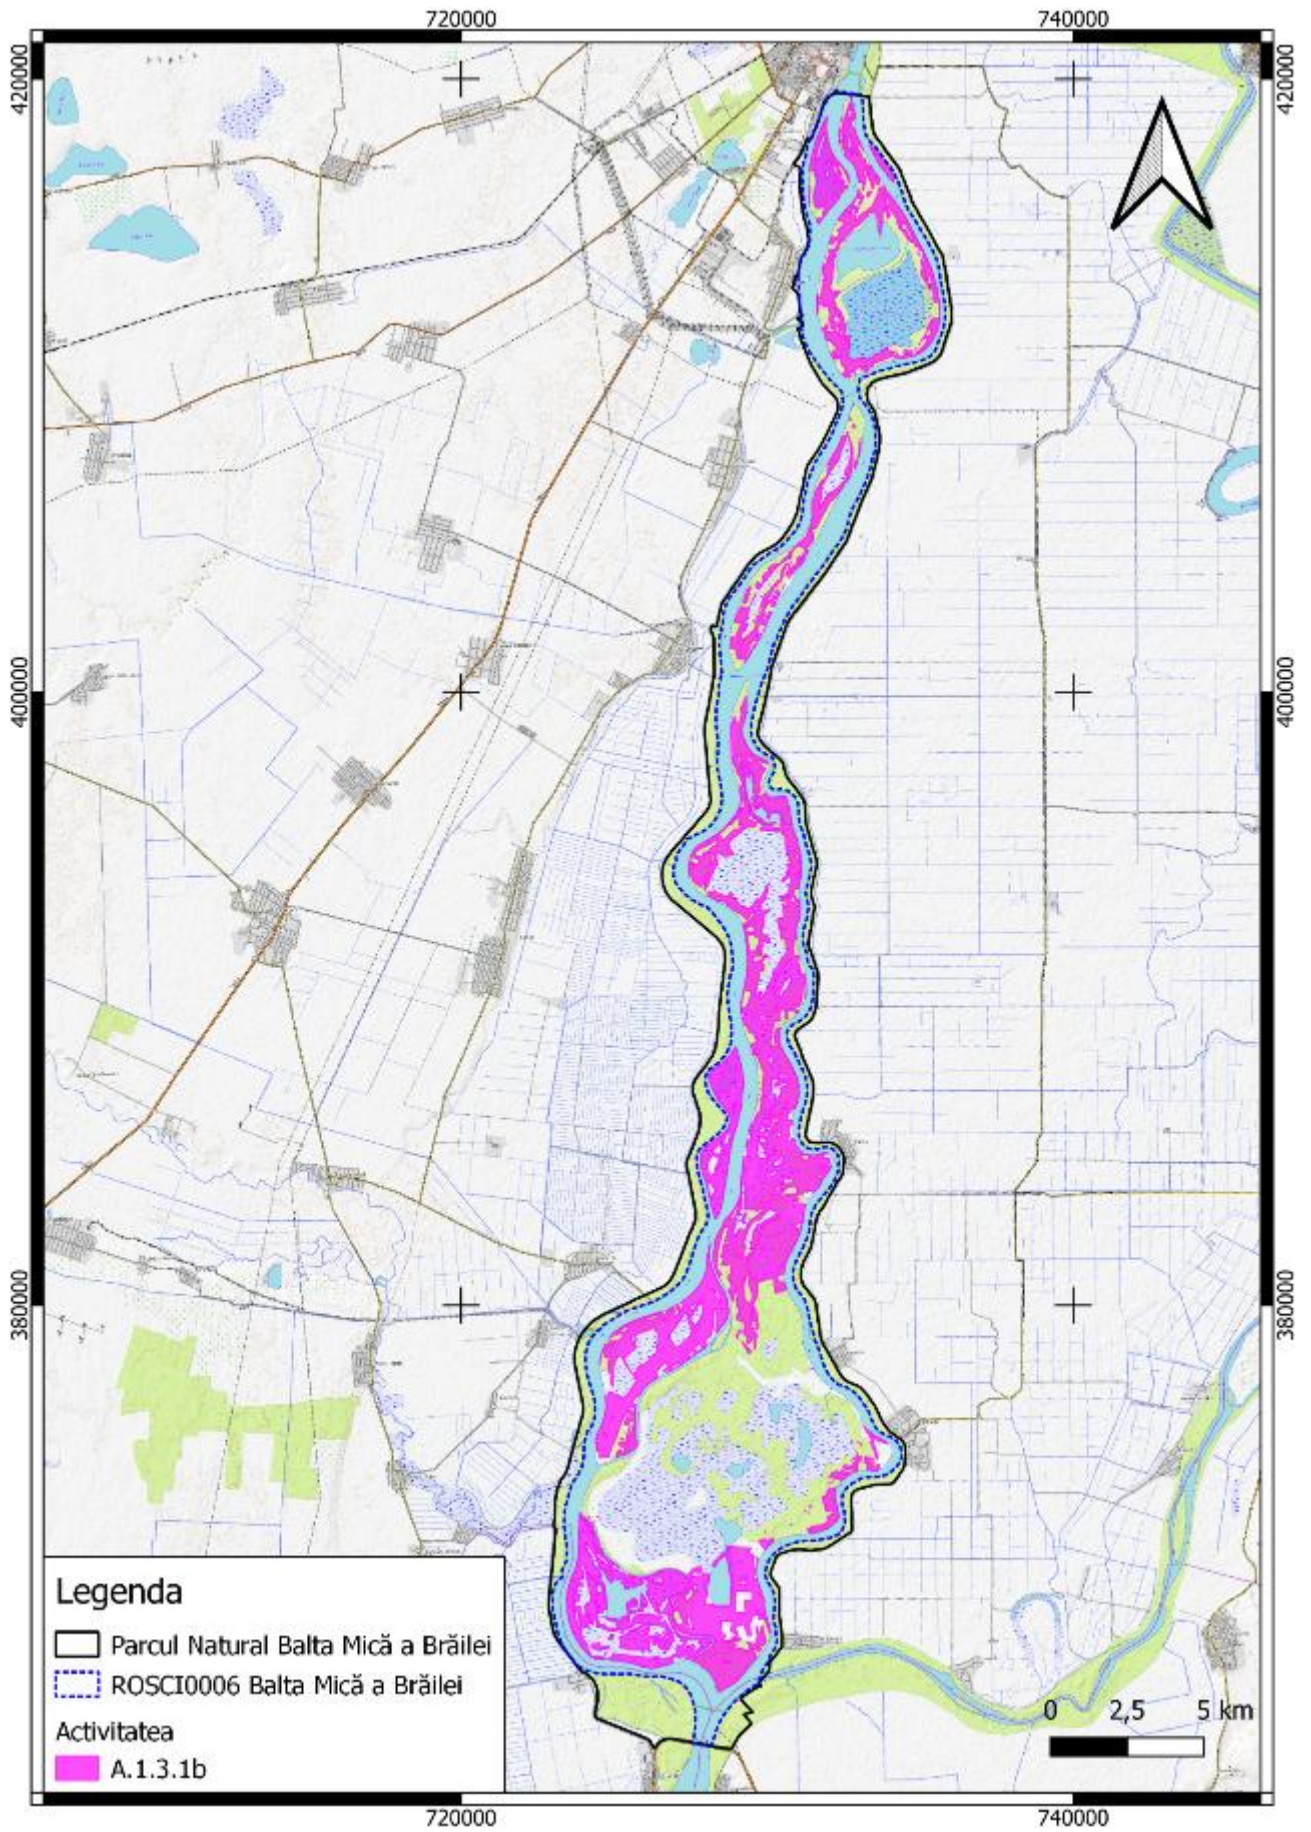 720000 740000
420000 420000
400000 400000
380000 380000
Legenda
Parcul Natural Balta Mică a Brăilei
ROSCI0006 Balta Mică a Brăilei
Activitatea
A.1.3.1b
0 2,5 5 km
720000 740000